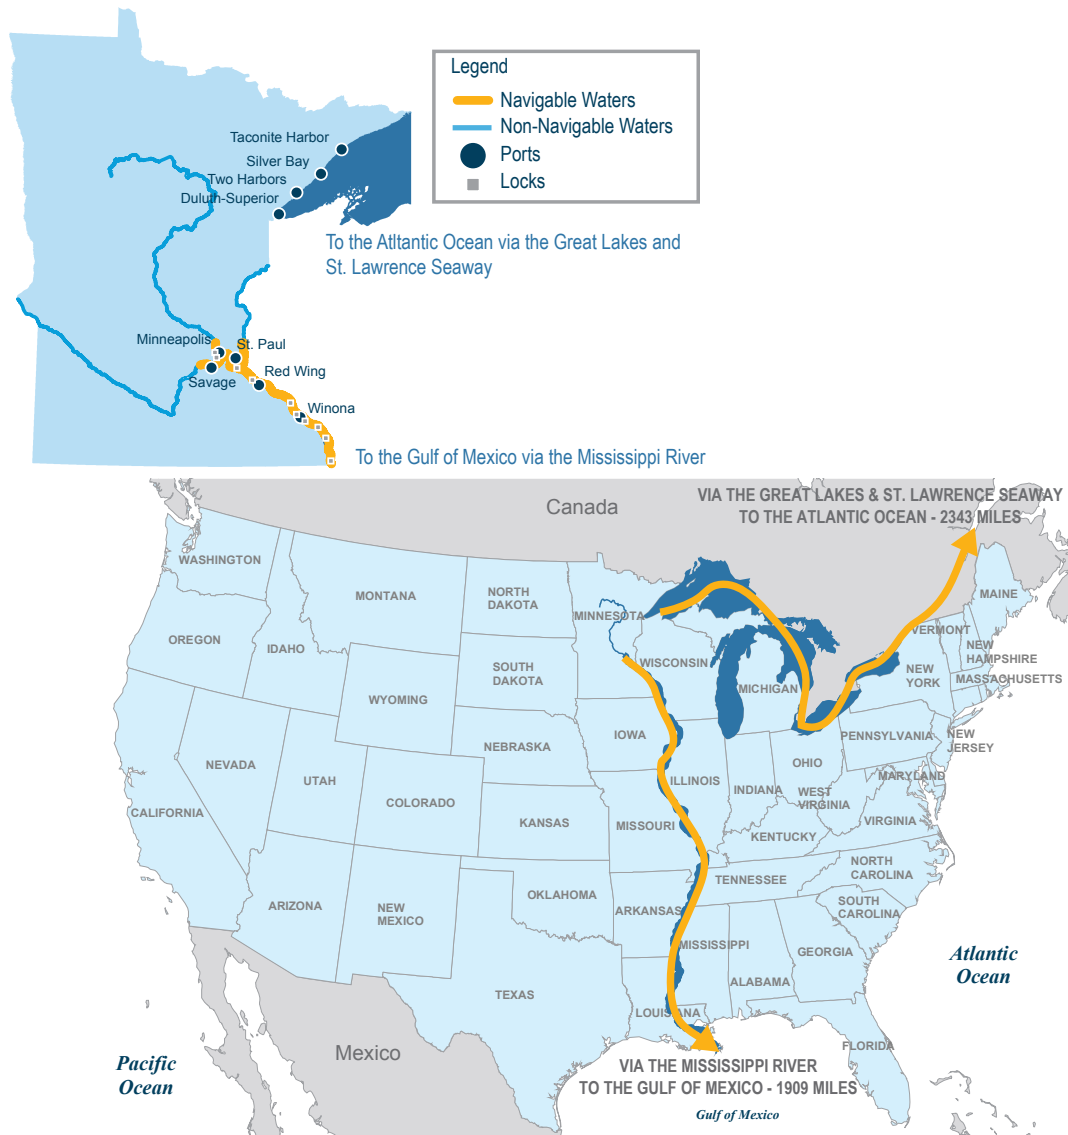 Legend
Navigable Waters
Non-Navigable Waters
Ports
Locks
Taconite Harbor
Silver Bay
Two Harbors
Duluth-Superior
To the Atltantic Ocean via the Great Lakes and
St. Lawrence Seaway
Minneapolis
St. Paul
Savage
Red Wing
Winona
To the Gulf of Mexico via the Mississippi River
Canada
VIA THE GREAT LAKES & ST. LAWRENCE SEAWAY
TO THE ATLANTIC OCEAN - 2343 MILES
WASHINGTON
MONTANA
NORTH
DAKOTA
MINNESOTA
MAINE
OREGON
IDAHO
SOUTH
DAKOTA
WISCONSIN
VERMONT
NEW
HAMPSHIRE
WYOMING
MICHIGAN
NEW
YORK
MASSACHUSETTS
NEVADA
UTAH
NEBRASKA
IOWA
PENNSYLVANIA
NEW
JERSEY
CALIFORNIA
COLORADO
KANSAS
MISSOURI
ILLINOIS
INDIANA
OHIO
WEST
VIRGINIA
MARYLAND
VIRGINIA
KENTUCKY
ARIZONA
NEW
MEXICO
OKLAHOMA
ARKANSAS
TENNESSEE
NORTH
CAROLINA
SOUTH
CAROLINA
TEXAS
MISSISSIPPI
ALABAMA
GEORGIA
Atlantic
Ocean
LOUISIANA
FLORIDA
Mexico
Pacific
Ocean
VIA THE MISSISSIPPI RIVER
TO THE GULF OF MEXICO - 1909 MILES
Gulf of Mexico